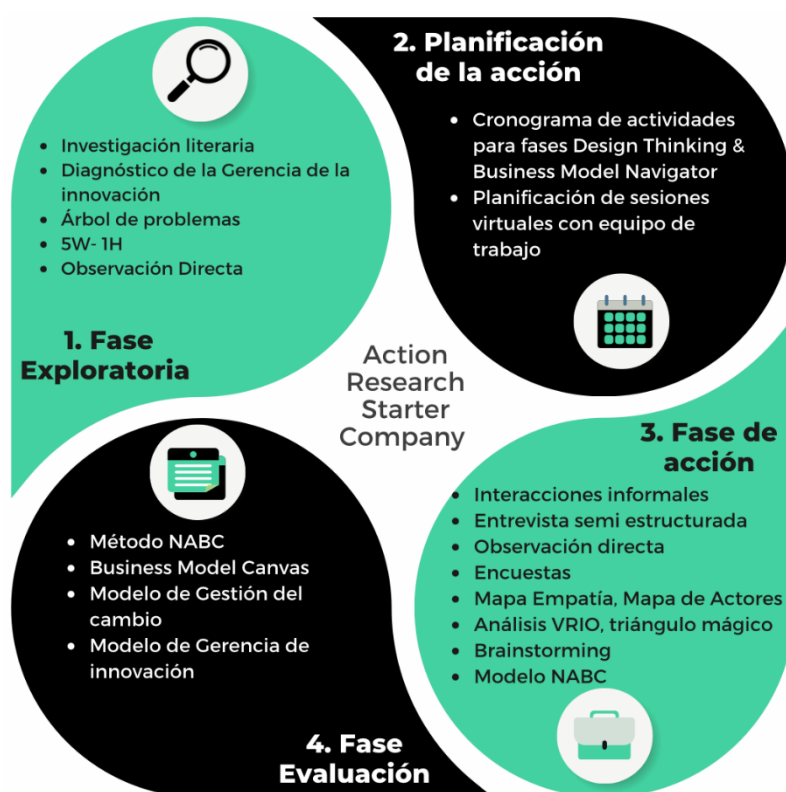 • Investigación literaria
• Diagnóstico de la Gerencia de la
innovación
• Árbol de problemas
• 5W- 1H
• Observación Directa
1. Fase
Exploratoria
2. Planificación
de la acción
• Cronograma de actividades
para fases Design Thinking &
Business Model Navigator
• Planificación de sesiones
virtuales con equipo de
trabajo
Action
Research
Starter
Company
3. Fase de
acción
• Interacciones informales
• Entrevista semi estructurada
• Observación directa
• Encuestas
• Mapa Empatía, Mapa de Actores
• Análisis VRIO, triángulo mágico
• Brainstorming
• Modelo NABC
• Método NABC
• Business Model Canvas
• Modelo de Gestión del
cambio
• Modelo de Gerencia de
innovación
4. Fase
Evaluación